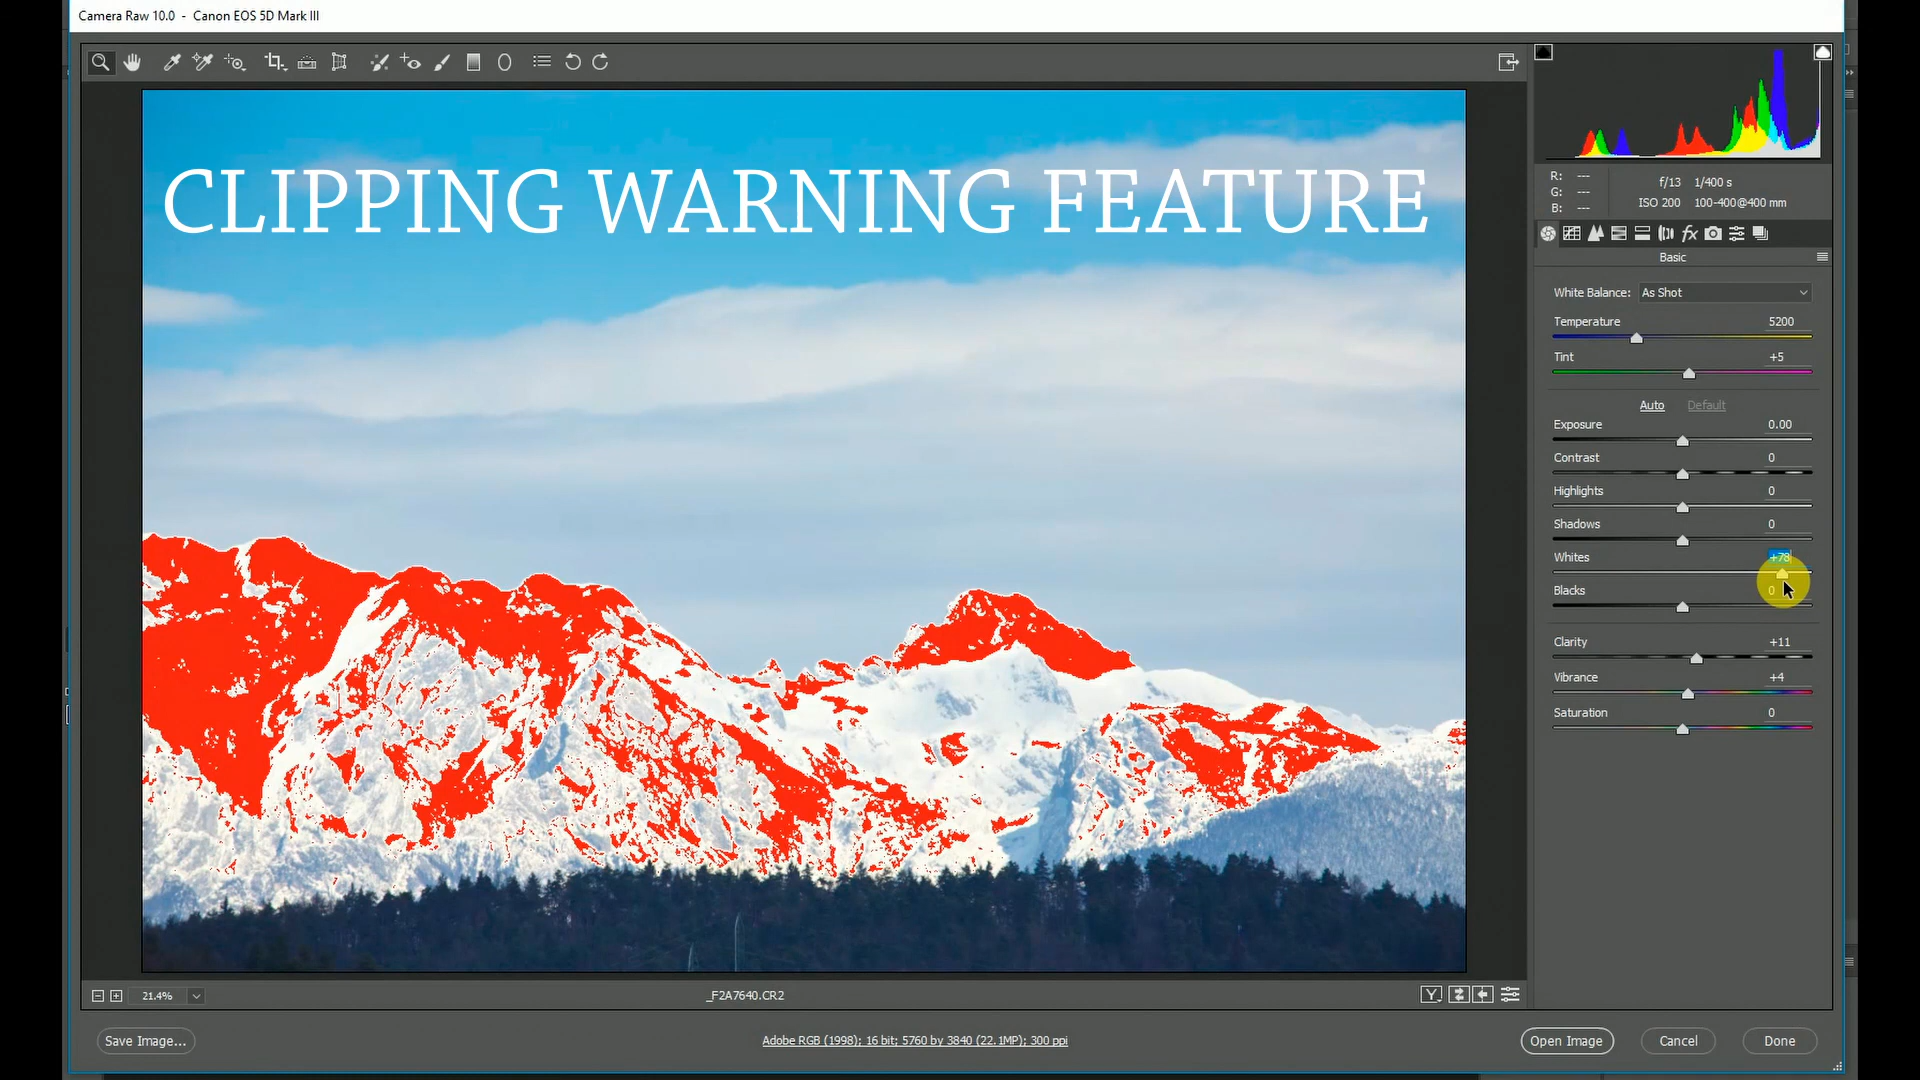 Camera Raw 10.0 - Canon EOS 5D Mark III
CLIPPING WARNING FEATURE
R: ---
G: ---
B: ---
f/13 1/400 s
ISO 200 100-400@400 mm
fx
Basic
White Balance: As Shot
Temperature 5200
Tint +5
Auto Default
Exposure 0.00
Contrast 0
Highlights 0
Shadows 0
Whites +78
Blacks 0
Clarity +11
Vibrance +4
Saturation 0
21.4%
_F2A7640.CR2
Y
Save Image...
Adobe RGB (1998); 16 bit; 5760 by 3840 (22.1MP); 300 ppi
Open Image
Cancel
Done